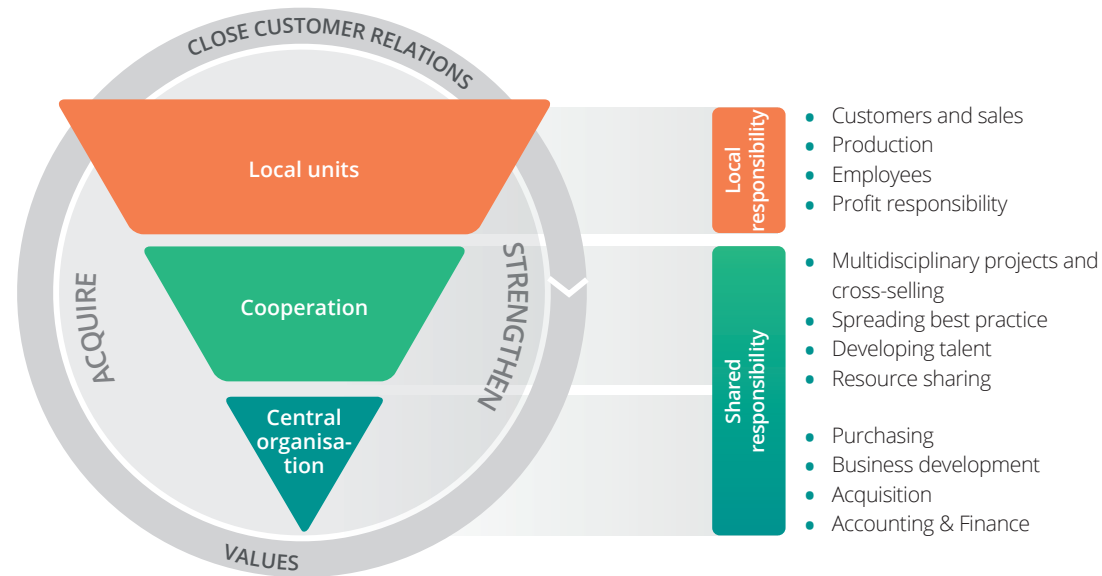 CLOSE CUSTOMER RELATIONS
Local units
Local
responsibility
Customers and sales
Production
Employees
Profit responsibility
ACQUIRE
STRENGTHEN
Cooperation
Shared
responsibility
Multidisciplinary projects and
cross-selling
Spreading best practice
Developing talent
Resource sharing
Central
organisa-
tion
Purchasing
Business development
Acquisition
Accounting & Finance
VALUES